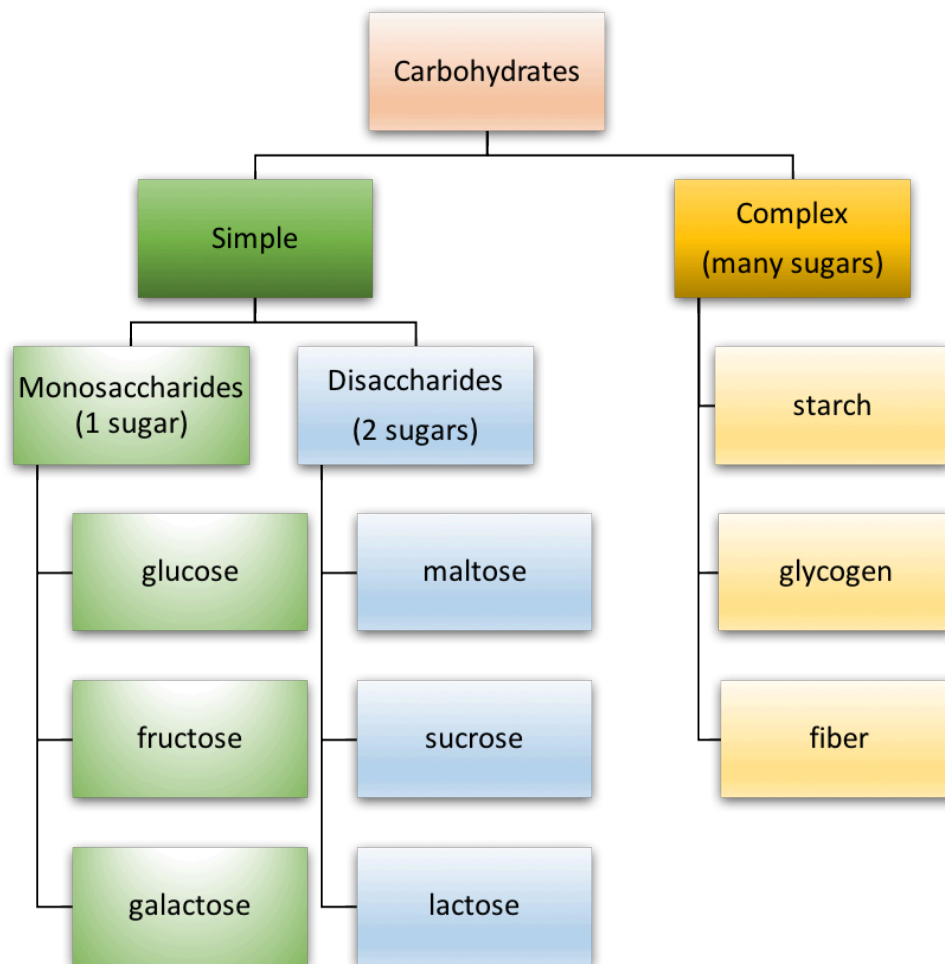 Carbohydrates
Simple
Complex
(many sugars)
Monosaccharides
(1 sugar)
Disaccharides
(2 sugars)
starch
glucose
maltose
glycogen
fructose
sucrose
fiber
galactose
lactose